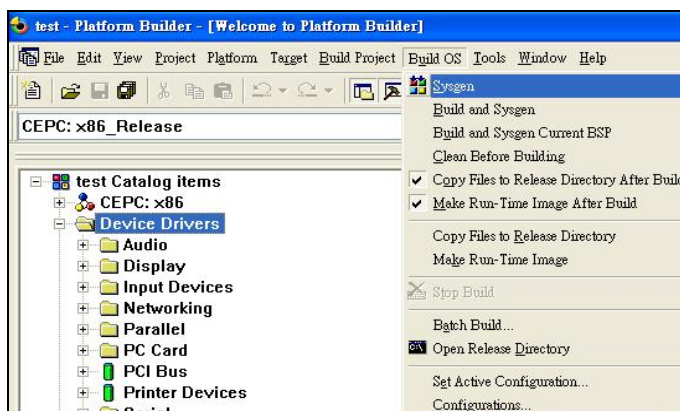 test - Platform Builder - [Welcome to Platform Builder]
File Edit View Project Platform Target Build Project Build OS Tools Window Help
CEPC: x86_Release
test Catalog items
CEPC: x86
Device Drivers
Audio
Display
Input Devices
Networking
Parallel
PC Card
PCI Bus
Printer Devices
Sysgen
Build and Sysgen
Build and Sysgen Current BSP
Clean Before Building
Copy Files to Release Directory After Build
Make Run-Time Image After Build
Copy Files to Release Directory
Make Run-Time Image
Stop Build
Batch Build...
Open Release Directory
Set Active Configuration...
Configurations...